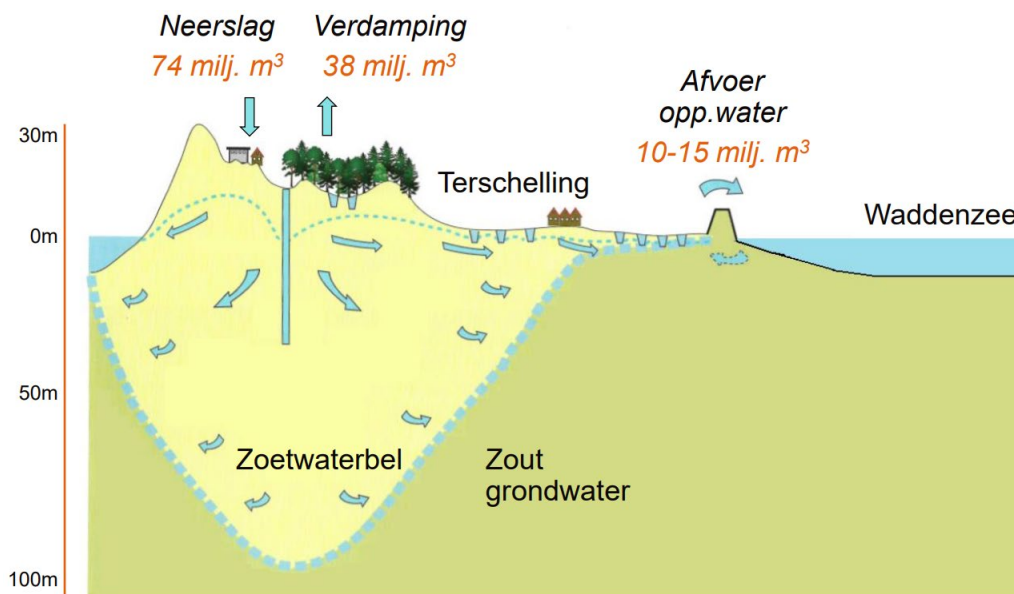 Neerslag
74 milj. m³
Verdamping
38 milj. m³
Afvoer
opp.water
10-15 milj. m³
30m
Terschelling
Waddenzee
0m
50m
Zoetwaterbel
Zout
grondwater
100m